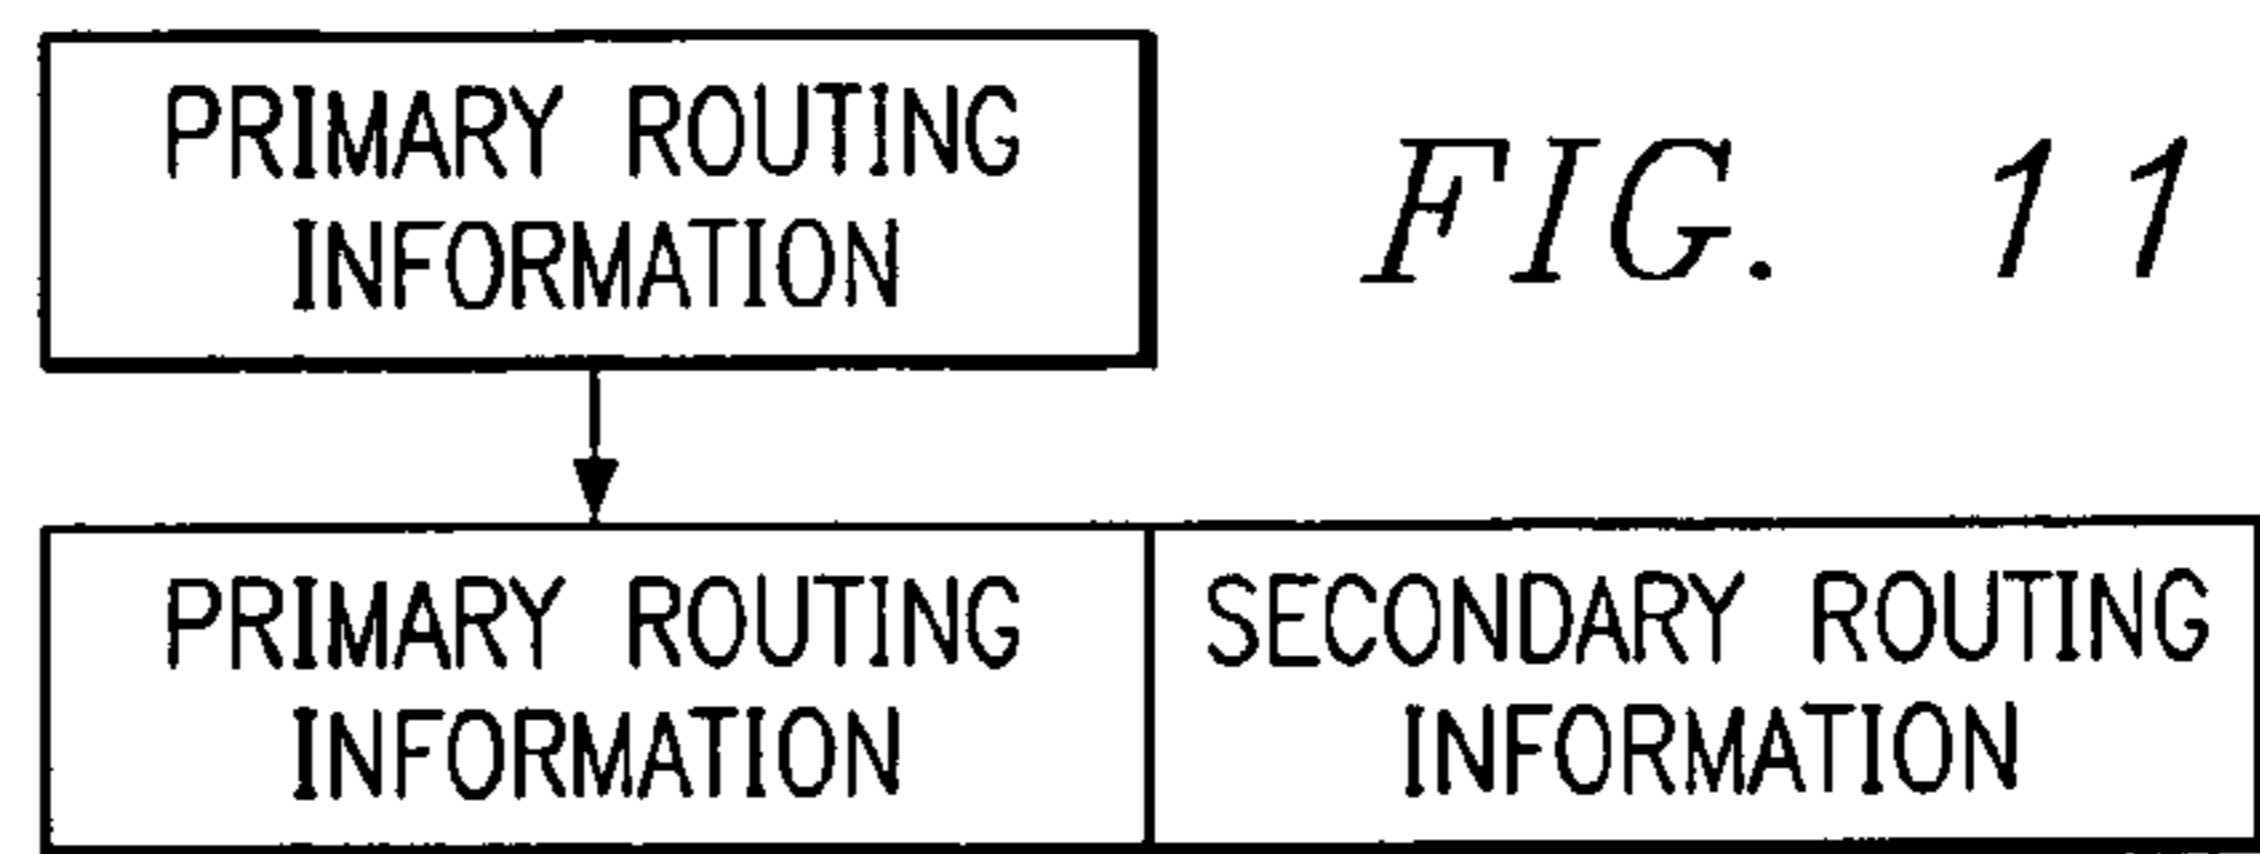 PRIMARY ROUTING
INFORMATION
FIG. 11
PRIMARY ROUTING
INFORMATION
SECONDARY ROUTING
INFORMATION